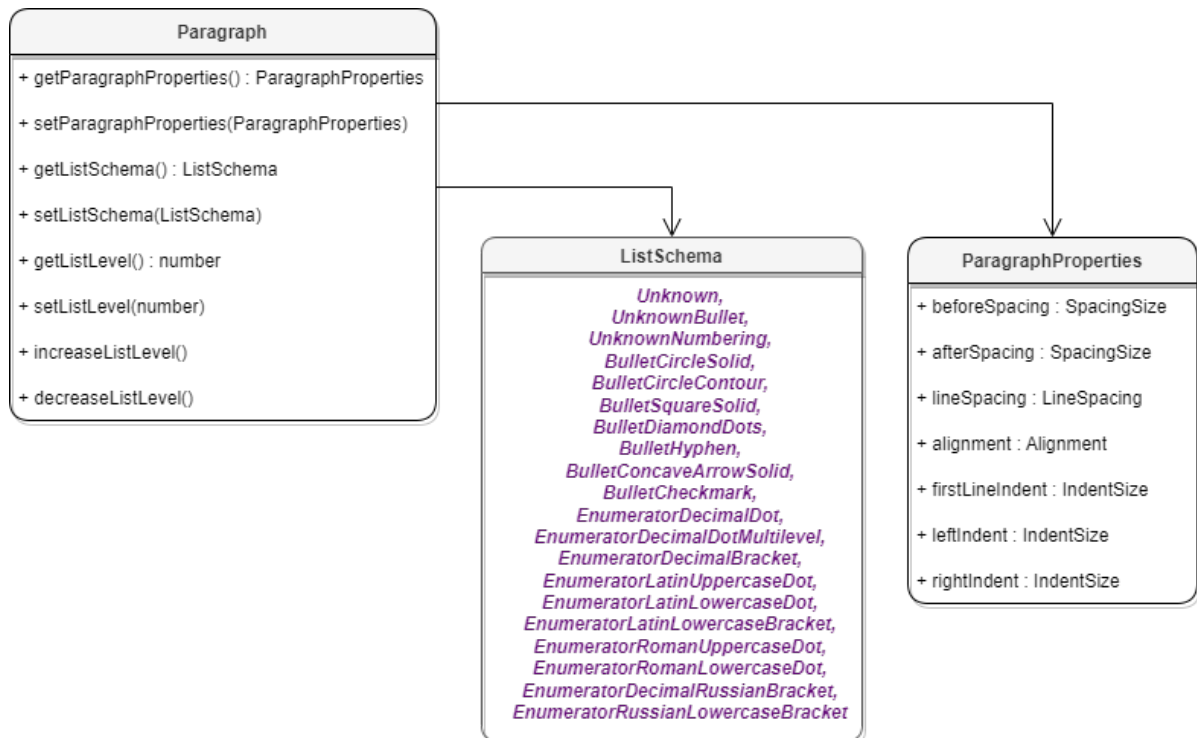 Paragraph
+ getParagraphProperties() : ParagraphProperties
+ setParagraphProperties(ParagraphProperties)
+ getListSchema() : ListSchema
+ setListSchema(ListSchema)
+ getListLevel() : number
+ setListLevel(number)
+ increaseListLevel()
+ decreaseListLevel()
ListSchema
Unknown,
UnknownBullet,
UnknownNumbering,
BulletCircleSolid,
BulletCircleContour,
BulletSquareSolid,
BulletDiamondDots,
BulletHyphen,
BulletConcaveArrowSolid,
BulletCheckmark,
EnumeratorDecimalDot,
EnumeratorDecimalDotMultilevel,
EnumeratorDecimalBracket,
EnumeratorLatinUppercaseDot,
EnumeratorLatinLowercaseDot,
EnumeratorLatinLowercaseBracket,
EnumeratorRomanUppercaseDot,
EnumeratorRomanLowercaseDot,
EnumeratorDecimalRussianBracket,
EnumeratorRussianLowercaseBracket
ParagraphProperties
+ beforeSpacing : SpacingSize
+ afterSpacing : SpacingSize
+ lineSpacing : LineSpacing
+ alignment : Alignment
+ firstLineIndent : IndentSize
+ leftIndent : IndentSize
+ rightIndent : IndentSize